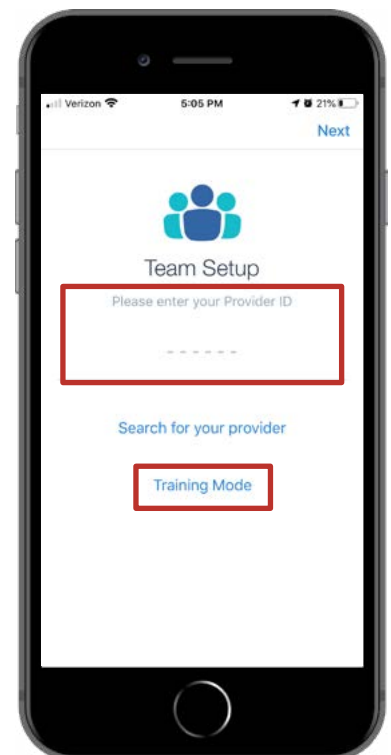 Verizon 5:05 PM 21%
Next
Team Setup
Please enter your Provider ID
- - - - - -
Search for your provider
Training Mode